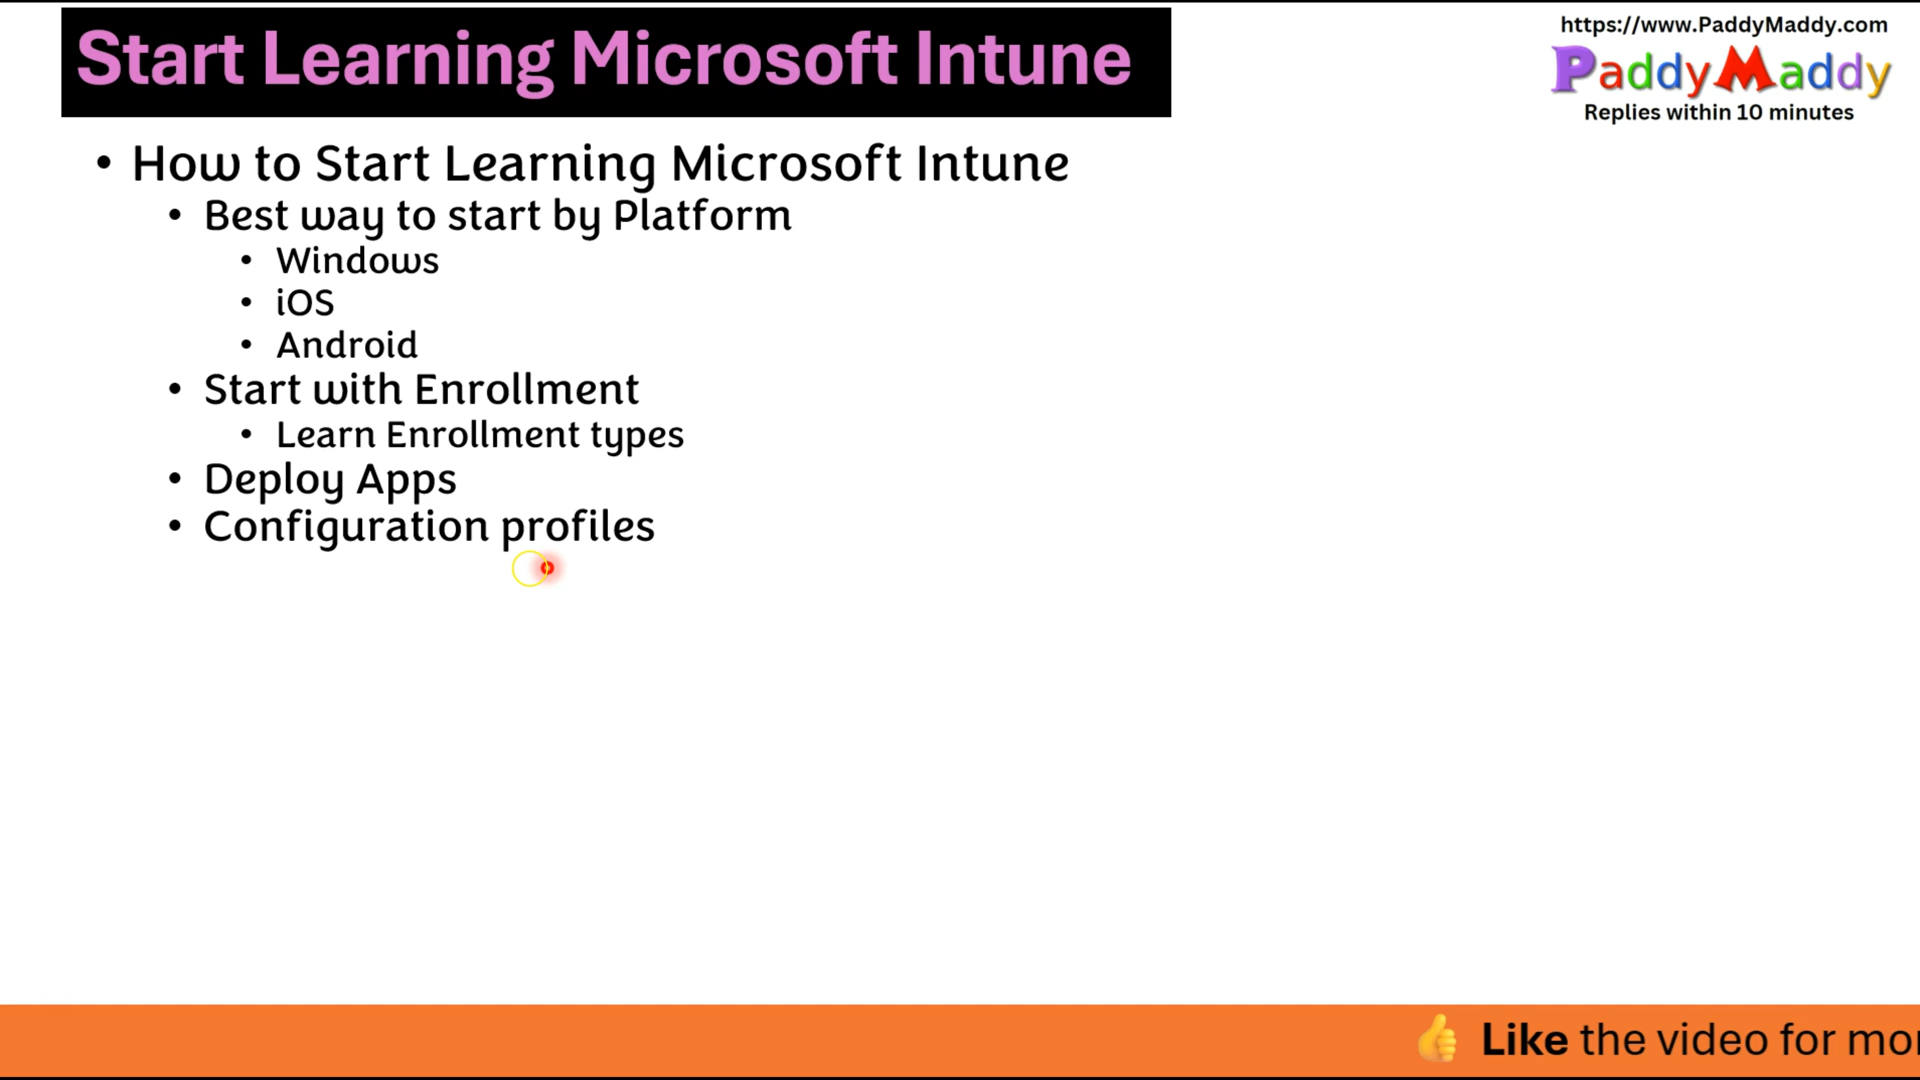 Start Learning Microsoft Intune
https://www.PaddyMaddy.com
PaddyMaddy
Replies within 10 minutes
• How to Start Learning Microsoft Intune
• Best way to start by Platform
• Windows
• iOS
• Android
• Start with Enrollment
• Learn Enrollment types
• Deploy Apps
• Configuration profiles
👍 Like the video for